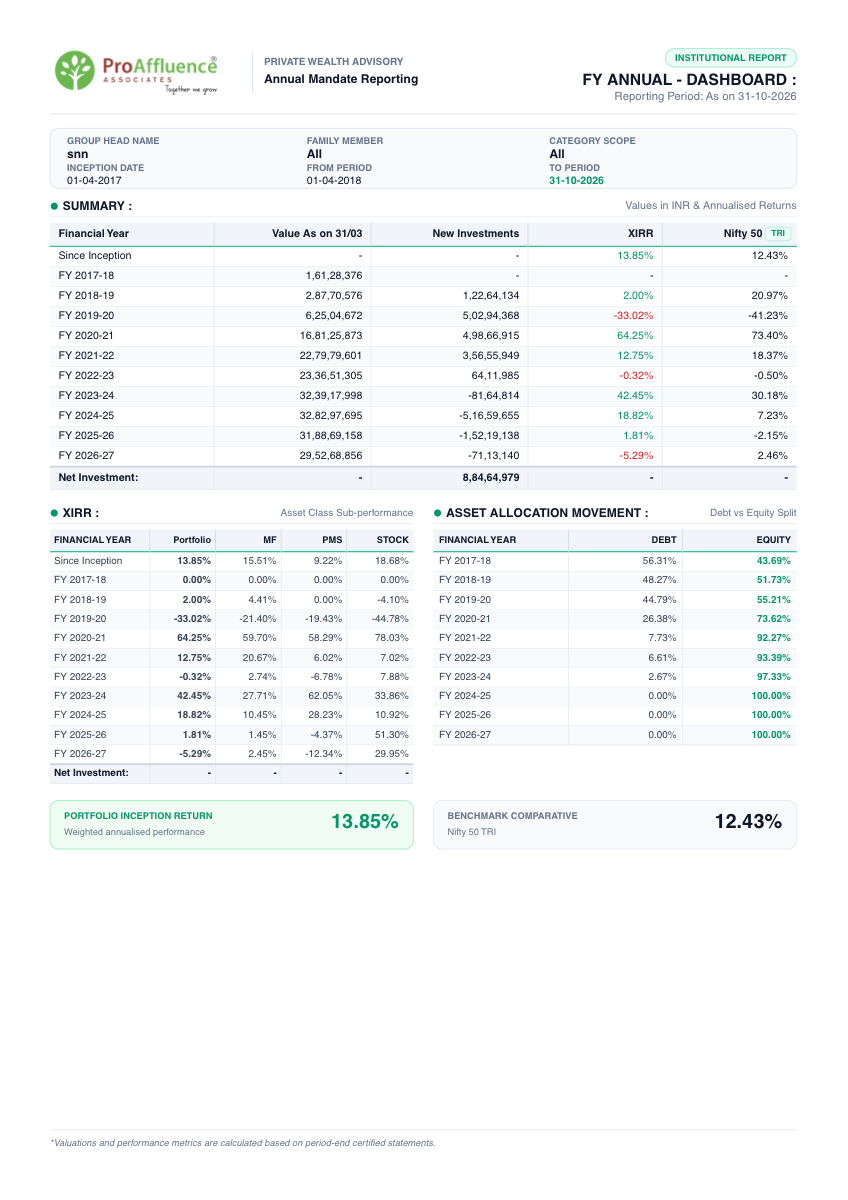 ProAffluence®
ASSOCIATES
Together we grow
PRIVATE WEALTH ADVISORY
Annual Mandate Reporting
INSTITUTIONAL REPORT
FY ANNUAL - DASHBOARD :
Reporting Period: As on 31-10-2026
GROUP HEAD NAME FAMILY MEMBER CATEGORY SCOPE
snn All All
INCEPTION DATE FROM PERIOD TO PERIOD
01-04-2017 01-04-2018 31-10-2026
SUMMARY : Values in INR & Annualised Returns
Financial Year Value As on 31/03 New Investments XIRR Nifty 50 TRI
Since Inception - - 13.85% 12.43%
FY 2017-18 1,61,28,376 - - -
FY 2018-19 2,87,70,576 1,22,64,134 2.00% 20.97%
FY 2019-20 6,25,04,672 5,02,94,368 -33.02% -41.23%
FY 2020-21 16,81,25,873 4,98,66,915 64.25% 73.40%
FY 2021-22 22,79,79,601 3,56,55,949 12.75% 18.37%
FY 2022-23 23,36,51,305 64,11,985 -0.32% -0.50%
FY 2023-24 32,39,17,998 -81,64,814 42.45% 30.18%
FY 2024-25 32,82,97,695 -5,16,59,655 18.82% 7.23%
FY 2025-26 31,88,69,158 -1,52,19,138 1.81% -2.15%
FY 2026-27 29,52,68,856 -71,13,140 -5.29% 2.46%
Net Investment: - 8,84,64,979 - -
XIRR : Asset Class Sub-performance
FINANCIAL YEAR Portfolio MF PMS STOCK
Since Inception 13.85% 15.51% 9.22% 18.68%
FY 2017-18 0.00% 0.00% 0.00% 0.00%
FY 2018-19 2.00% 4.41% 0.00% -4.10%
FY 2019-20 -33.02% -21.40% -19.43% -44.78%
FY 2020-21 64.25% 59.70% 58.29% 78.03%
FY 2021-22 12.75% 20.67% 6.02% 7.02%
FY 2022-23 -0.32% 2.74% -6.78% 7.88%
FY 2023-24 42.45% 27.71% 62.05% 33.86%
FY 2024-25 18.82% 10.45% 28.23% 10.92%
FY 2025-26 1.81% 1.45% -4.37% 51.30%
FY 2026-27 -5.29% 2.45% -12.34% 29.95%
Net Investment: - - - -
ASSET ALLOCATION MOVEMENT : Debt vs Equity Split
FINANCIAL YEAR DEBT EQUITY
FY 2017-18 56.31% 43.69%
FY 2018-19 48.27% 51.73%
FY 2019-20 44.79% 55.21%
FY 2020-21 26.38% 73.62%
FY 2021-22 7.73% 92.27%
FY 2022-23 6.61% 93.39%
FY 2023-24 2.67% 97.33%
FY 2024-25 0.00% 100.00%
FY 2025-26 0.00% 100.00%
FY 2026-27 0.00% 100.00%
PORTFOLIO INCEPTION RETURN 13.85%
Weighted annualised performance
BENCHMARK COMPARATIVE 12.43%
Nifty 50 TRI
*Valuations and performance metrics are calculated based on period-end certified statements.